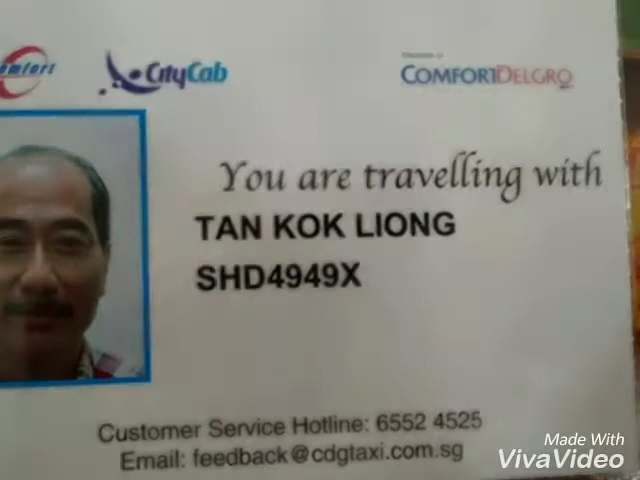 Comfort CityCab COMFORTDELGRO
You are travelling with
TAN KOK LIONG
SHD4949X
Customer Service Hotline: 6552 4525
Email: feedback@cdgtaxi.com.sg
Made With
VivaVideo